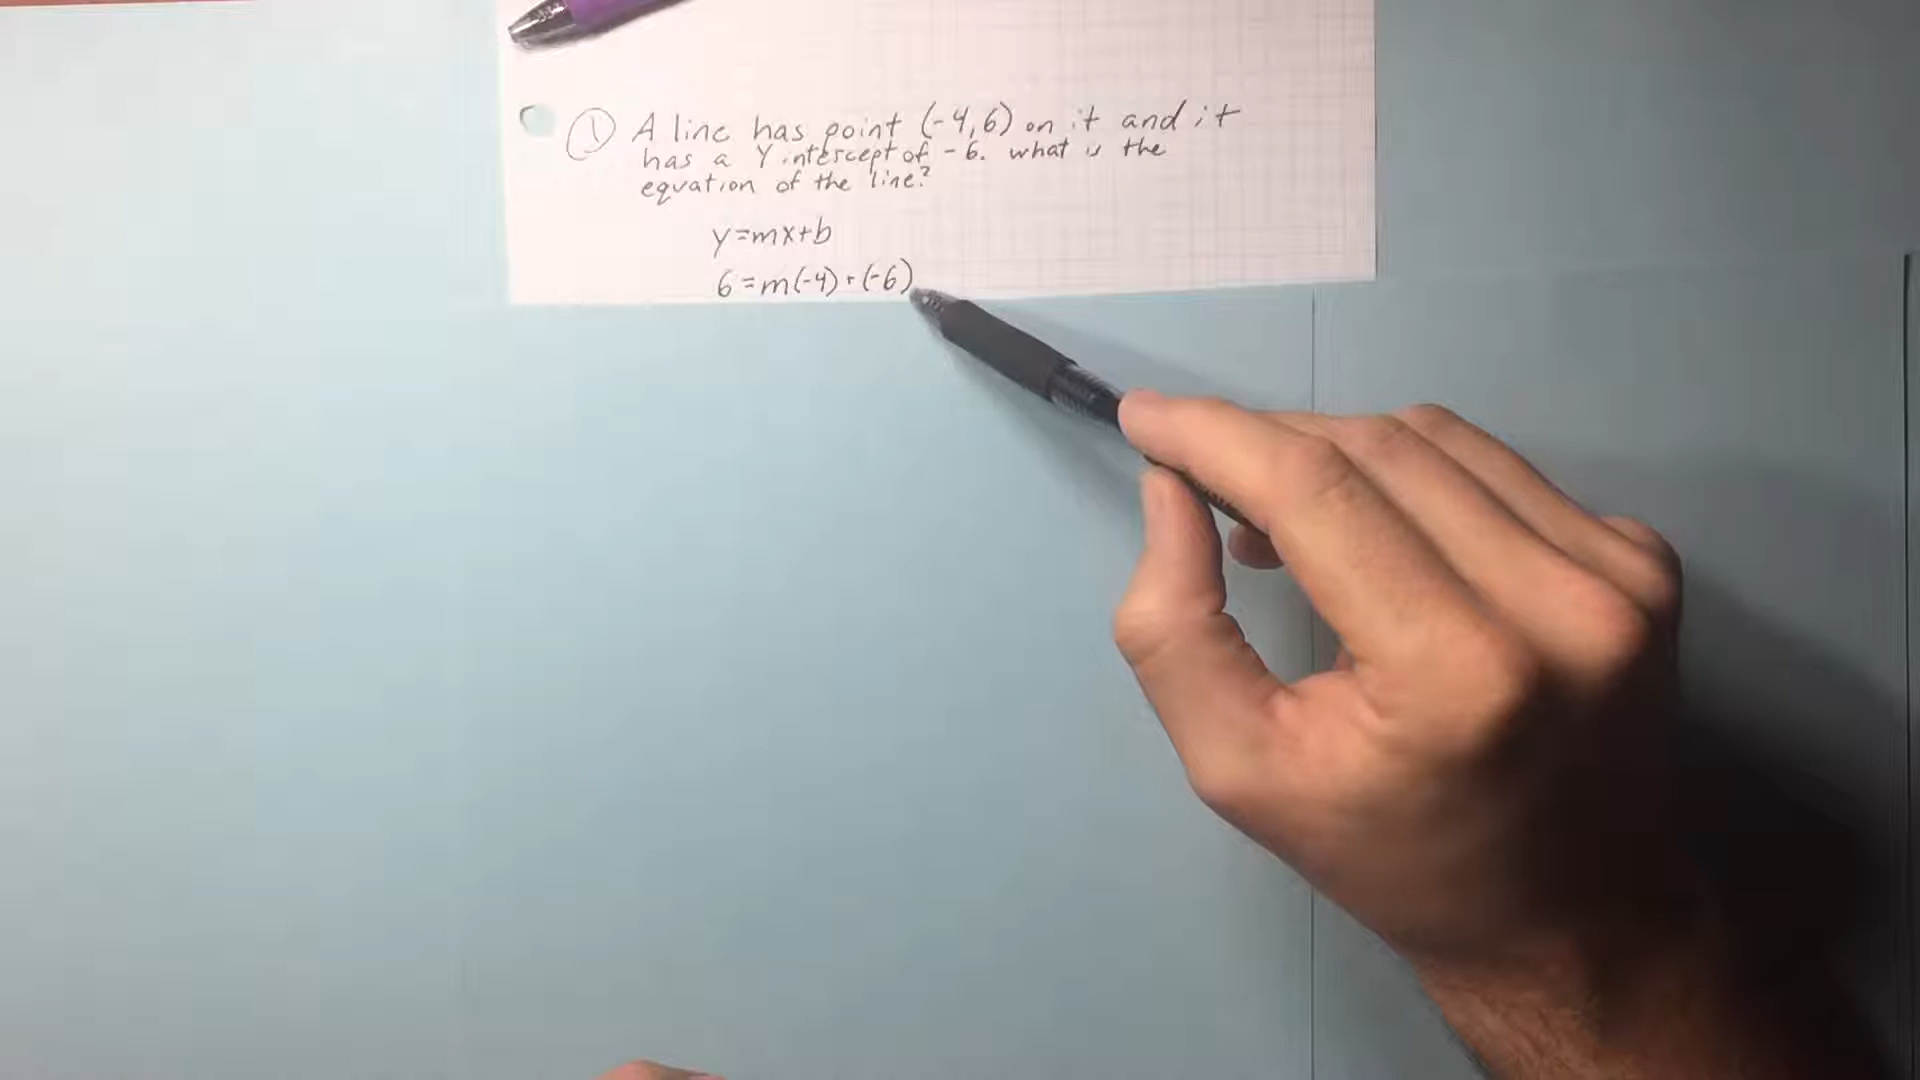 ① A line has point (-4,6) on it and it
has a Y intercept of -6. what is the
equation of the line?
y=mx+b
6=m(-4)+(-6)